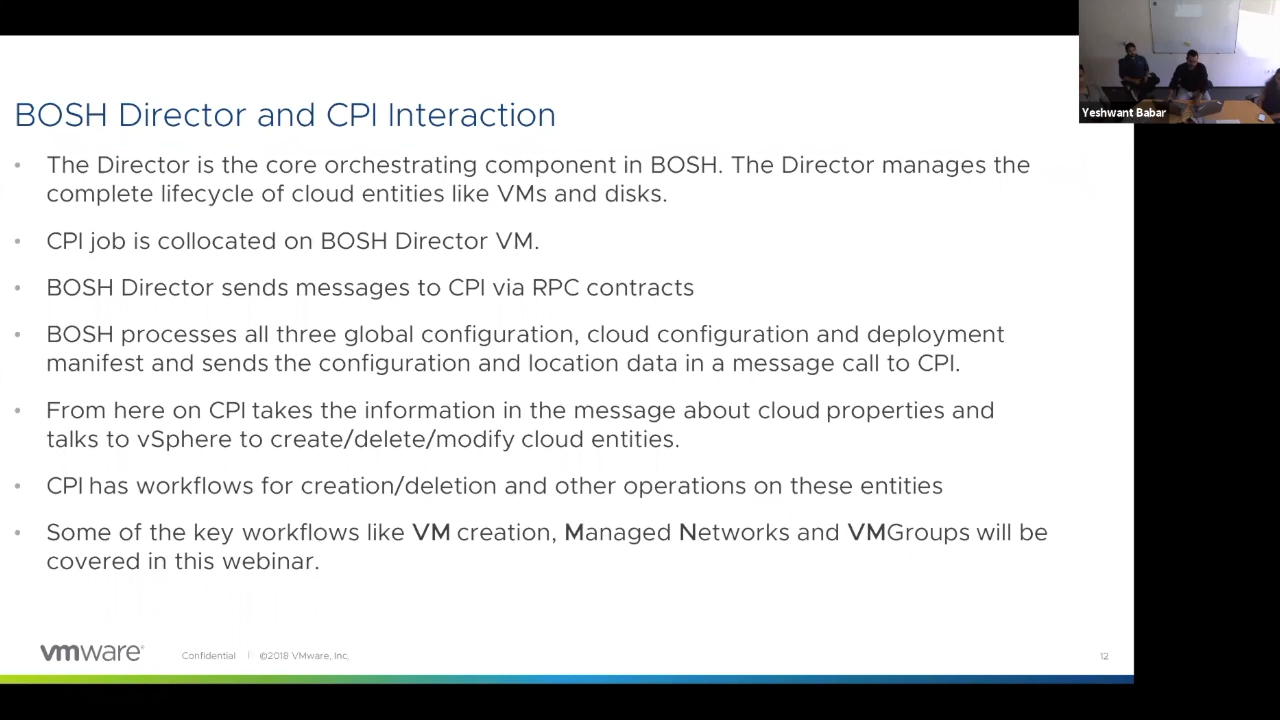 BOSH Director and CPI Interaction
• The Director is the core orchestrating component in BOSH. The Director manages the
complete lifecycle of cloud entities like VMs and disks.
• CPI job is collocated on BOSH Director VM.
• BOSH Director sends messages to CPI via RPC contracts
• BOSH processes all three global configuration, cloud configuration and deployment
manifest and sends the configuration and location data in a message call to CPI.
• From here on CPI takes the information in the message about cloud properties and
talks to vSphere to create/delete/modify cloud entities.
• CPI has workflows for creation/deletion and other operations on these entities
• Some of the key workflows like VM creation, Managed Networks and VMGroups will be
covered in this webinar.
vmware® Confidential | ©2018 VMware, Inc. 12
Yeshwant Babar